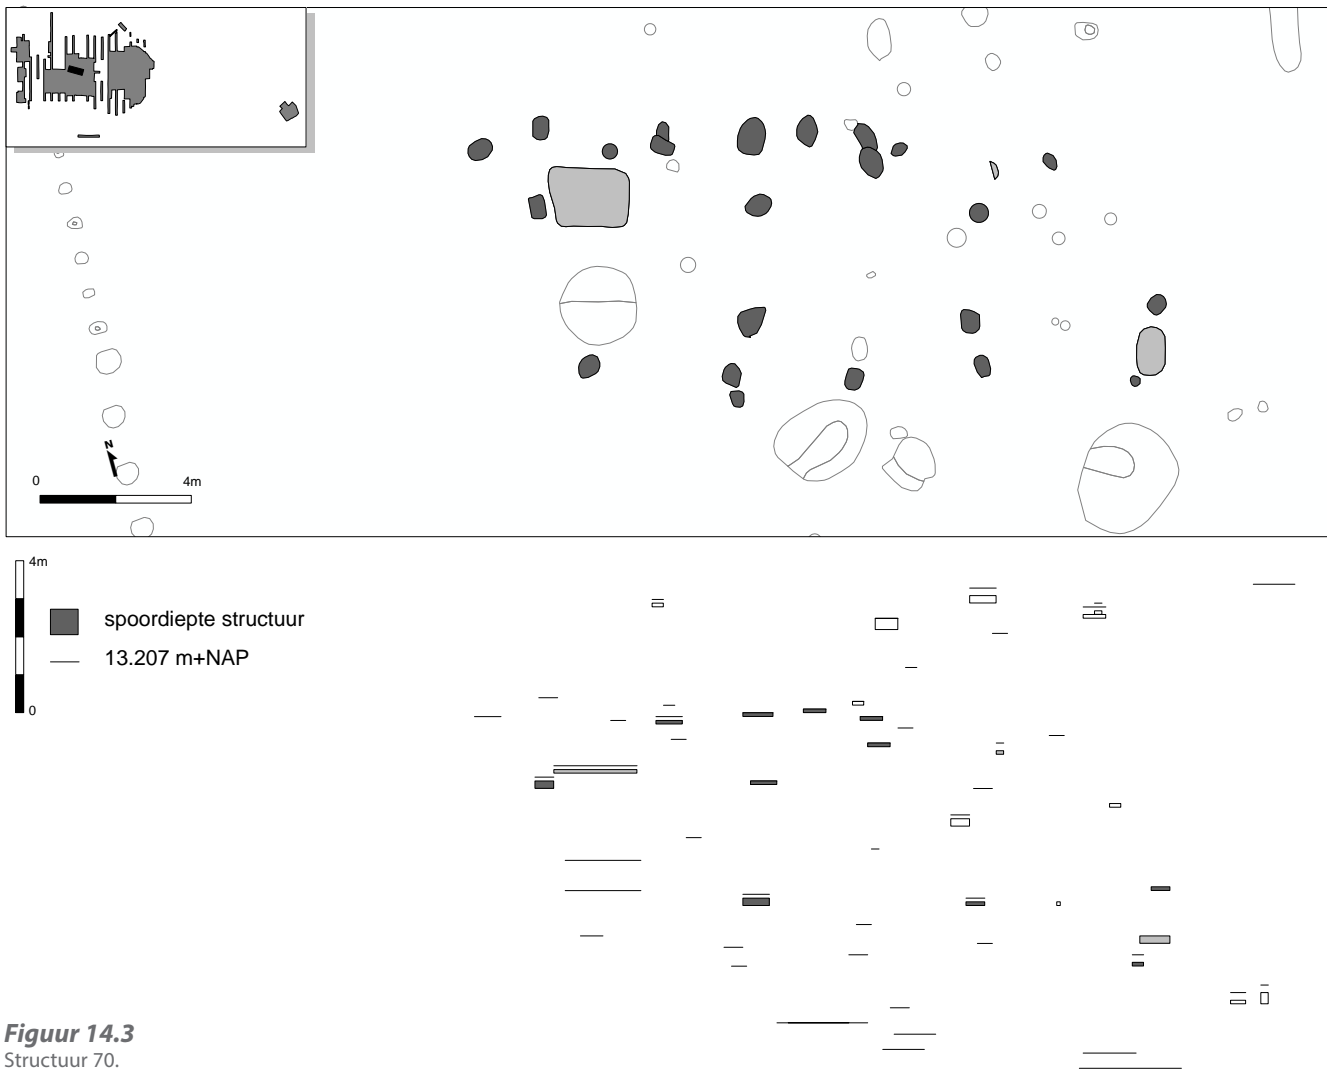 N
0 4m
4m
spoordiepte structuur
13.207 m+NAP
0
Figuur 14.3
Structuur 70.